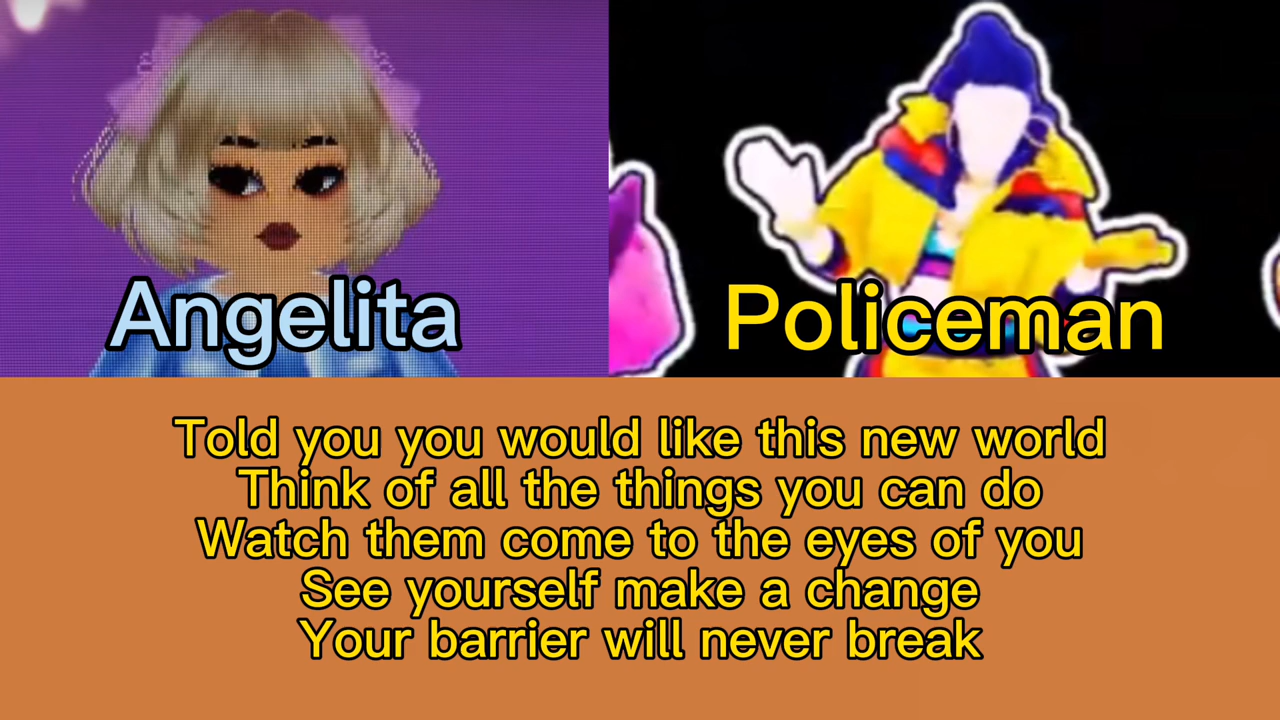 Angelita
Policeman
Told you you would like this new world
Think of all the things you can do
Watch them come to the eyes of you
See yourself make a change
Your barrier will never break